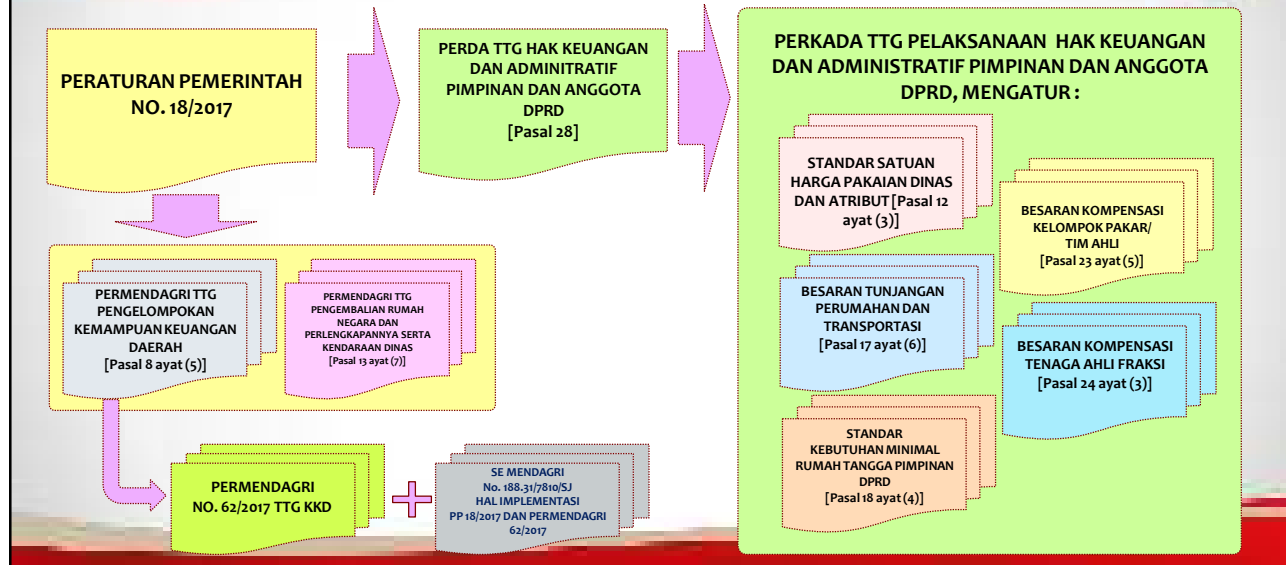 PERATURAN PEMERINTAH
NO. 18/2017
PERDA TTG HAK KEUANGAN
DAN ADMINITRATIF
PIMPINAN DAN ANGGOTA
DPRD
[Pasal 28]
PERKADA TTG PELAKSANAAN HAK KEUANGAN
DAN ADMINISTRATIF PIMPINAN DAN ANGGOTA
DPRD, MENGATUR :
STANDAR SATUAN
HARGA PAKAIAN DINAS
DAN ATRIBUT [Pasal 12
ayat (3)]
BESARAN KOMPENSASI
KELOMPOK PAKAR/
TIM AHLI
[Pasal 23 ayat (5)]
BESARAN TUNJANGAN
PERUMAHAN DAN
TRANSPORTASI
[Pasal 17 ayat (6)]
BESARAN KOMPENSASI
TENAGA AHLI FRAKSI
[Pasal 24 ayat (3)]
STANDAR
KEBUTUHAN MINIMAL
RUMAH TANGGA PIMPINAN
DPRD
[Pasal 18 ayat (4)]
PERMENDAGRI TTG
PENGELOMPOKAN
KEMAMPUAN KEUANGAN
DAERAH
[Pasal 8 ayat (5)]
PERMENDAGRI TTG
PENGEMBALIAN RUMAH
NEGARA DAN
PERLENGKAPANNYA SERTA
KENDARAAN DINAS
[Pasal 13 ayat (7)]
PERMENDAGRI
NO. 62/2017 TTG KKD
SE MENDAGRI
No. 188.31/7810/SJ
HAL IMPLEMENTASI
PP 18/2017 DAN PERMENDAGRI
62/2017